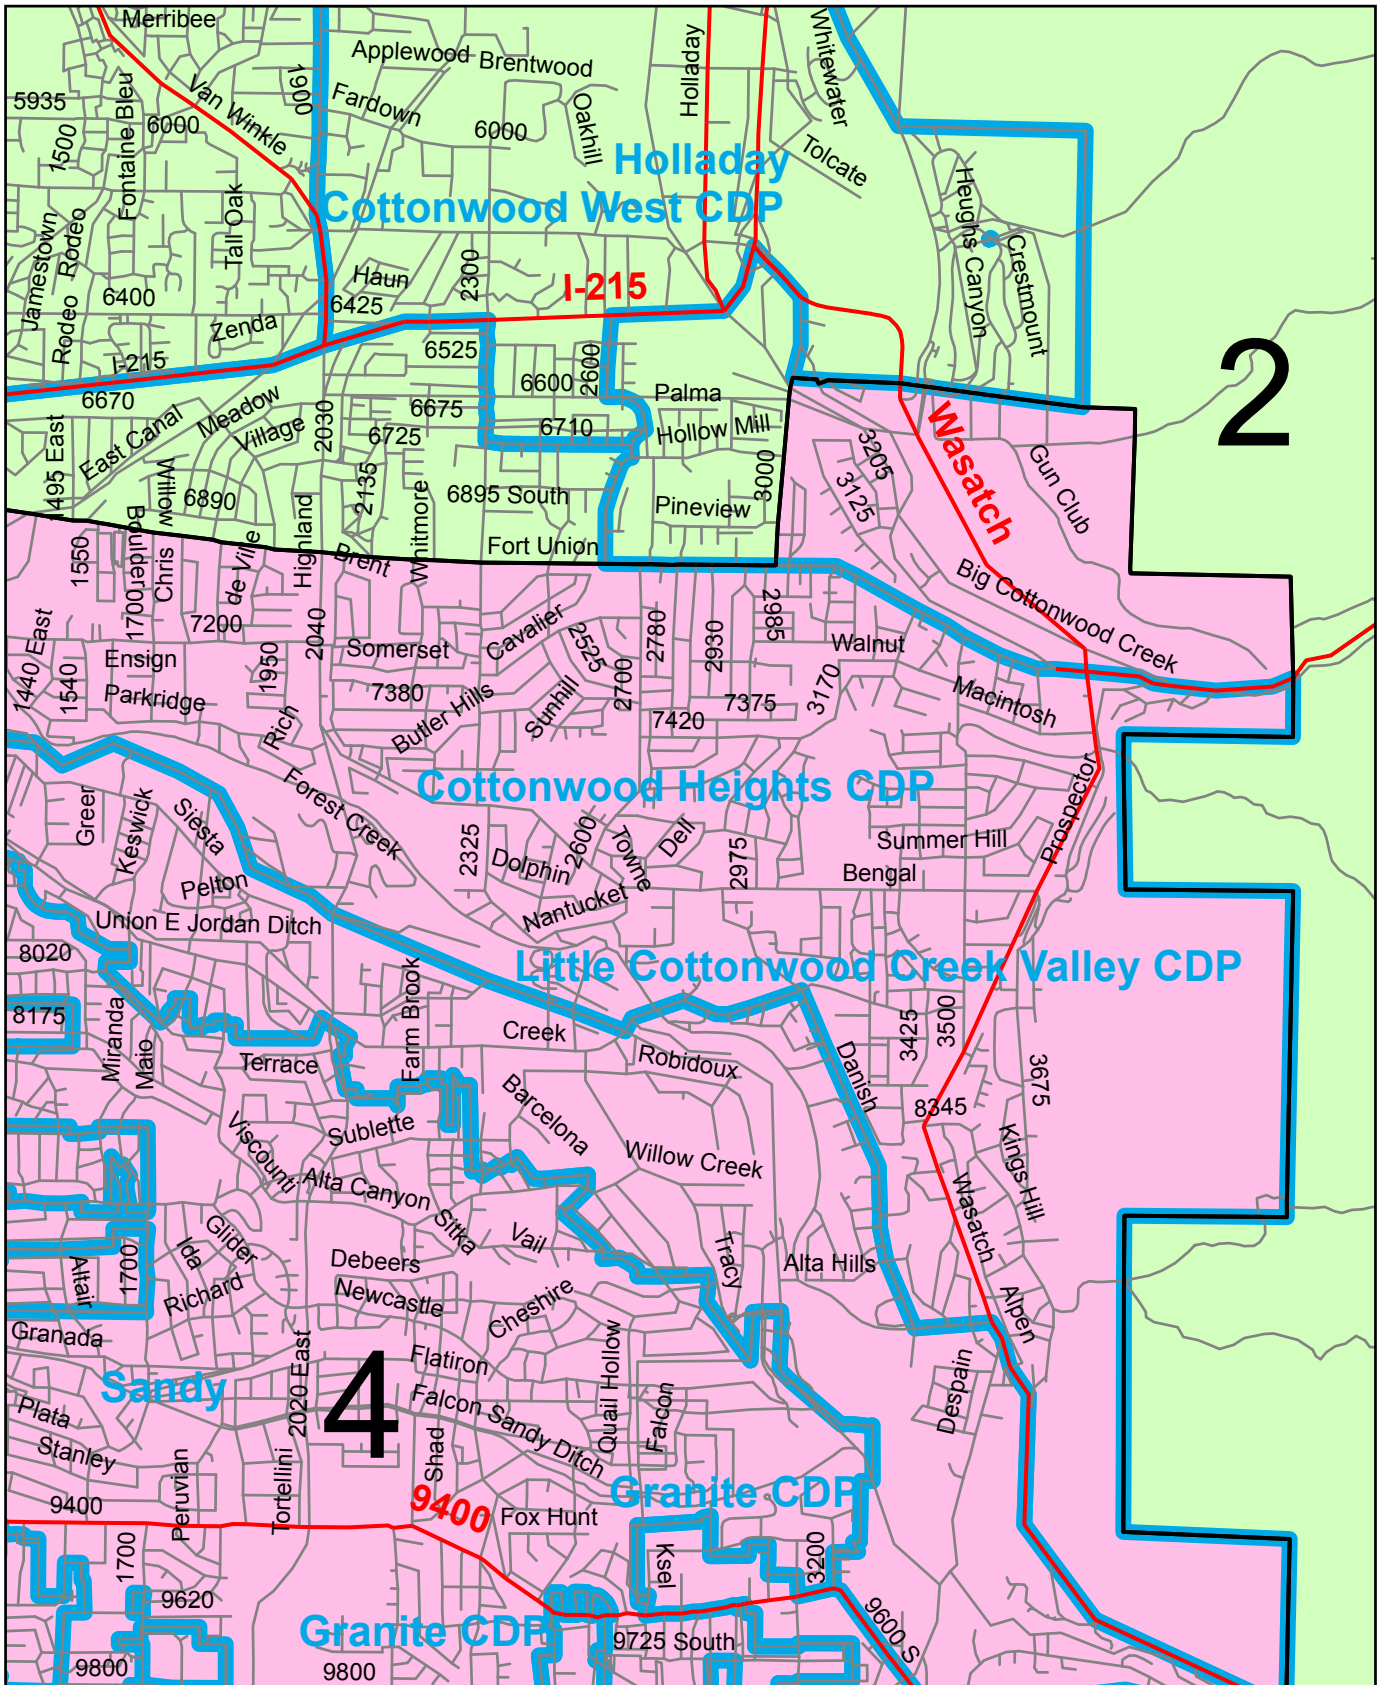 Merribee
Applewood
Brentwood
Holladay
Whitewater
5935
1500
Fontaine Bleu
6000
Van Winkle
1900
Fardown
6000
Oakhill
Tolcate
Holladay
Cottonwood West CDP
Jamestown
Rodeo
Rodeo
Tall Oak
Heughs Canyon
Crestmount
6400
Zenda
Haun
6425
2300
I-215
I-215
6525
6600
2600
2
6670
1495 East
East Canal
Meadow
Village
2030
6675
6725
6710
Palma
Hollow Mill
Wasatch
3205
3125
Gun Club
Willow
6890
2135
Whitmore
6895 South
Pineview
3000
1550
Boulder
1700
Chris
de Ville
Highland
Brent
Fort Union
Big Cottonwood Creek
1440 East
1540
7200
Ensign
Parkridge
1950
2040
Somerset
7380
Cavalier
2525
2780
2930
2985
Walnut
Rich
Butler Hills
Sunhill
2700
7420
7375
3170
Macintosh
Cottonwood Heights CDP
Greer
Keswick
Siesta
Forest Creek
2325
Dolphin
2600
Towne
Dell
2975
Summer Hill
Bengal
Prospector
Pelton
Nantucket
Union E Jordan Ditch
8020
Little Cottonwood Creek Valley CDP
8175
Miranda
Maio
Terrace
Farm Brook
Creek
Robidoux
Danish
3425
3500
3675
8345
Viscounti
Sublette
Barcelona
Willow Creek
Kings Hill
Wasatch
Alta Canyon
Sitka
Vail
Tracy
Alta Hills
Altair
1700
Ida
Glider
Richard
Debeers
Newcastle
Cheshire
Alpen
Granada
Sandy
2020 East
4
Flatiron
Quail Hollow
Falcon
Despain
Plata
Stanley
Falcon Sandy Ditch
Shad
Granite CDP
9400
Peruvian
Tortellini
9400
Fox Hunt
1700
Ksel
3200
9620
Granite CDP
9725 South
9600 S
9800
9800